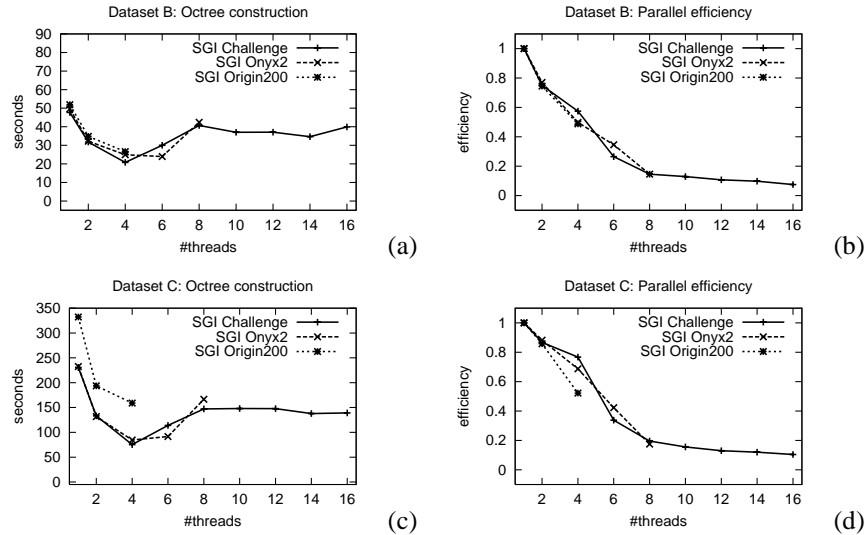 Dataset B: Octree construction
90
80
70
60
50
40
30
20
10
0
seconds
SGI Challenge
SGI Onyx2
SGI Origin200
2 4 6 8 10 12 14 16
#threads
(a)
Dataset B: Parallel efficiency
1
0.8
0.6
0.4
0.2
0
efficiency
SGI Challenge
SGI Onyx2
SGI Origin200
2 4 6 8 10 12 14 16
#threads
(b)
Dataset C: Octree construction
350
300
250
200
150
100
50
0
seconds
SGI Challenge
SGI Onyx2
SGI Origin200
2 4 6 8 10 12 14 16
#threads
(c)
Dataset C: Parallel efficiency
1
0.8
0.6
0.4
0.2
0
efficiency
SGI Challenge
SGI Onyx2
SGI Origin200
2 4 6 8 10 12 14 16
#threads
(d)